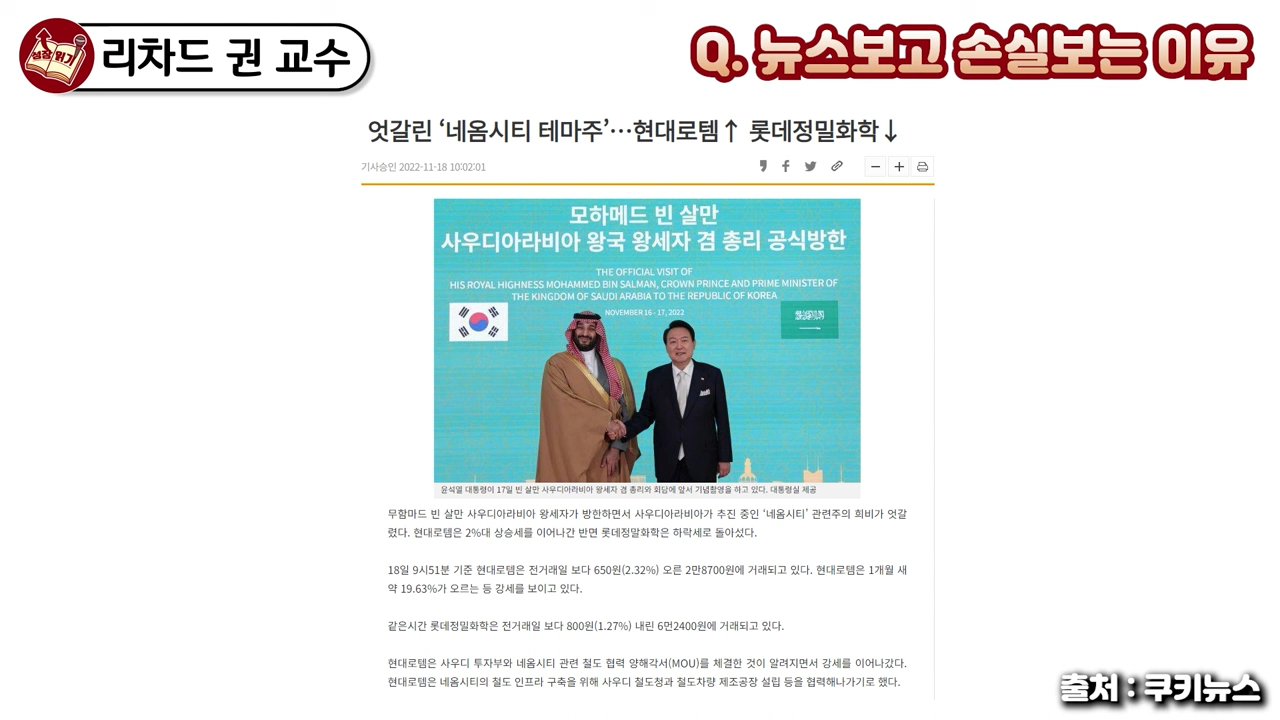 성장 읽기
리차드 권 교수
Q. 뉴스보고 손실보는 이유
엇갈린 ‘네옴시티 테마주’…현대로템↑ 롯데정밀화학↓
기사승인 2022-11-18 10:02:01
모하메드 빈 살만
사우디아라비아 왕국 왕세자 겸 총리 공식방한
THE OFFICIAL VISIT OF
HIS ROYAL HIGHNESS MOHAMMED BIN SALMAN, CROWN PRINCE AND PRIME MINISTER OF
THE KINGDOM OF SAUDI ARABIA TO THE REPUBLIC OF KOREA
NOVEMBER 16 - 17, 2022
윤석열 대통령이 17일 빈 살만 사우디아라비아 왕세자 겸 총리와 회담에 앞서 기념촬영을 하고 있다. 대통령실 제공
무함마드 빈 살만 사우디아라비아 왕세자가 방한하면서 사우디아라비아가 추진 중인 ‘네옴시티’ 관련주의 희비가 엇갈
렸다. 현대로템은 2%대 상승세를 이어나간 반면 롯데정말화학은 하락세로 돌아섰다.
18일 9시51분 기준 현대로템은 전거래일 보다 650원(2.32%) 오른 2만8700원에 거래되고 있다. 현대로템은 1개월 새
약 19.63%가 오르는 등 강세를 보이고 있다.
같은시간 롯데정밀화학은 전거래일 보다 800원(1.27%) 내린 6만2400원에 거래되고 있다.
현대로템은 사우디 투자부와 네옴시티 관련 철도 협력 양해각서(MOU)를 체결한 것이 알려지면서 강세를 이어나갔다.
현대로템은 네옴시티의 철도 인프라 구축을 위해 사우디 철도청과 철도차량 제조공장 설립 등을 협력해나가기로 했다.
출처 : 쿠키뉴스